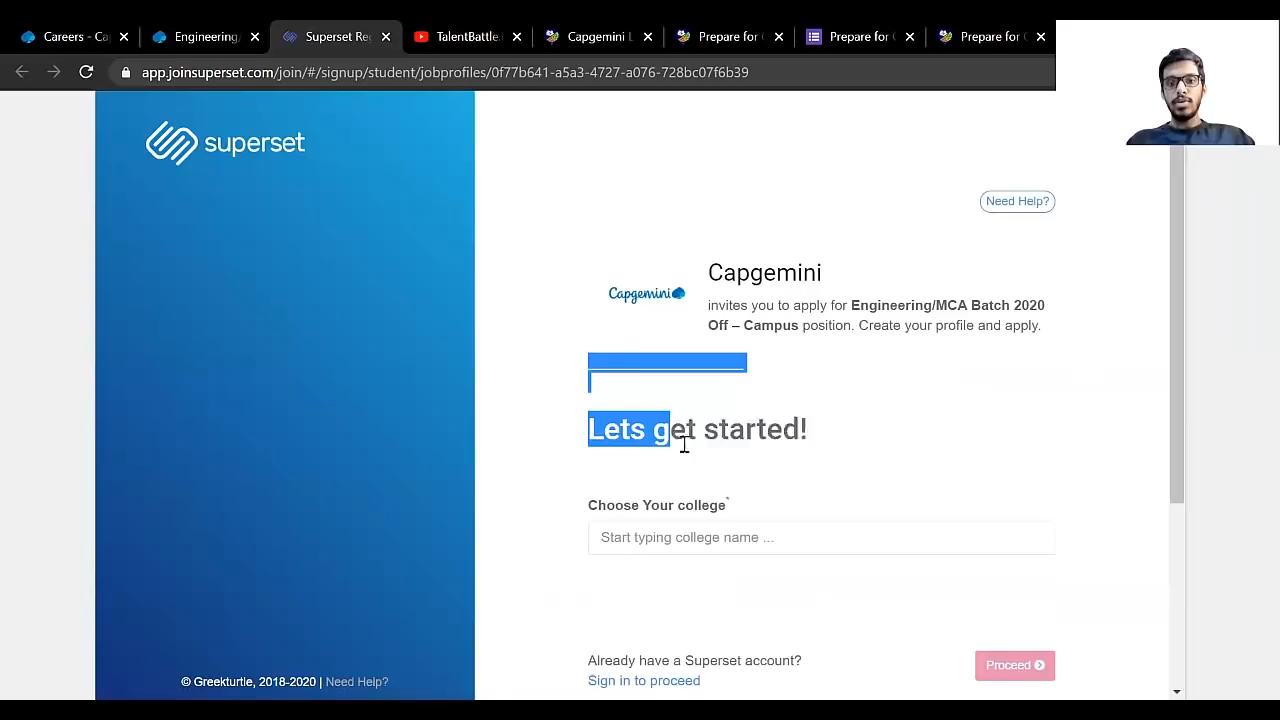 Careers - Ca
Engineering/
Superset Re
TalentBattle.
Capgemini L
Prepare for
Prepare for
Prepare for
app.joinsuperset.com/join/#/signup/student/jobprofiles/0f77b641-a5a3-4727-a076-728bc07f6b39
superset
Need Help?
Capgemini
Capgemini
invites you to apply for Engineering/MCA Batch 2020
Off – Campus position. Create your profile and apply.
Lets get started!
Choose Your college*
Start typing college name ...
Already have a Superset account?
Sign in to proceed
Proceed
© Greekturtle, 2018-2020 | Need Help?